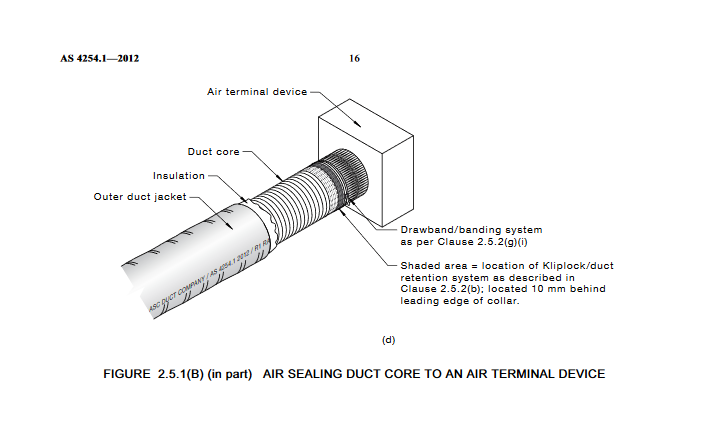 AS 4254.1—2012
16
Air terminal device
Duct core
Insulation
Outer duct jacket
Drawband/banding system
as per Clause 2.5.2(g)(i)
Shaded area = location of Kliplock/duct
retention system as described in
Clause 2.5.2(b); located 10 mm behind
leading edge of collar.
ASC DUCT COMPANY / AS 4254.1 2012 / R1
(d)
FIGURE 2.5.1(B) (in part) AIR SEALING DUCT CORE TO AN AIR TERMINAL DEVICE